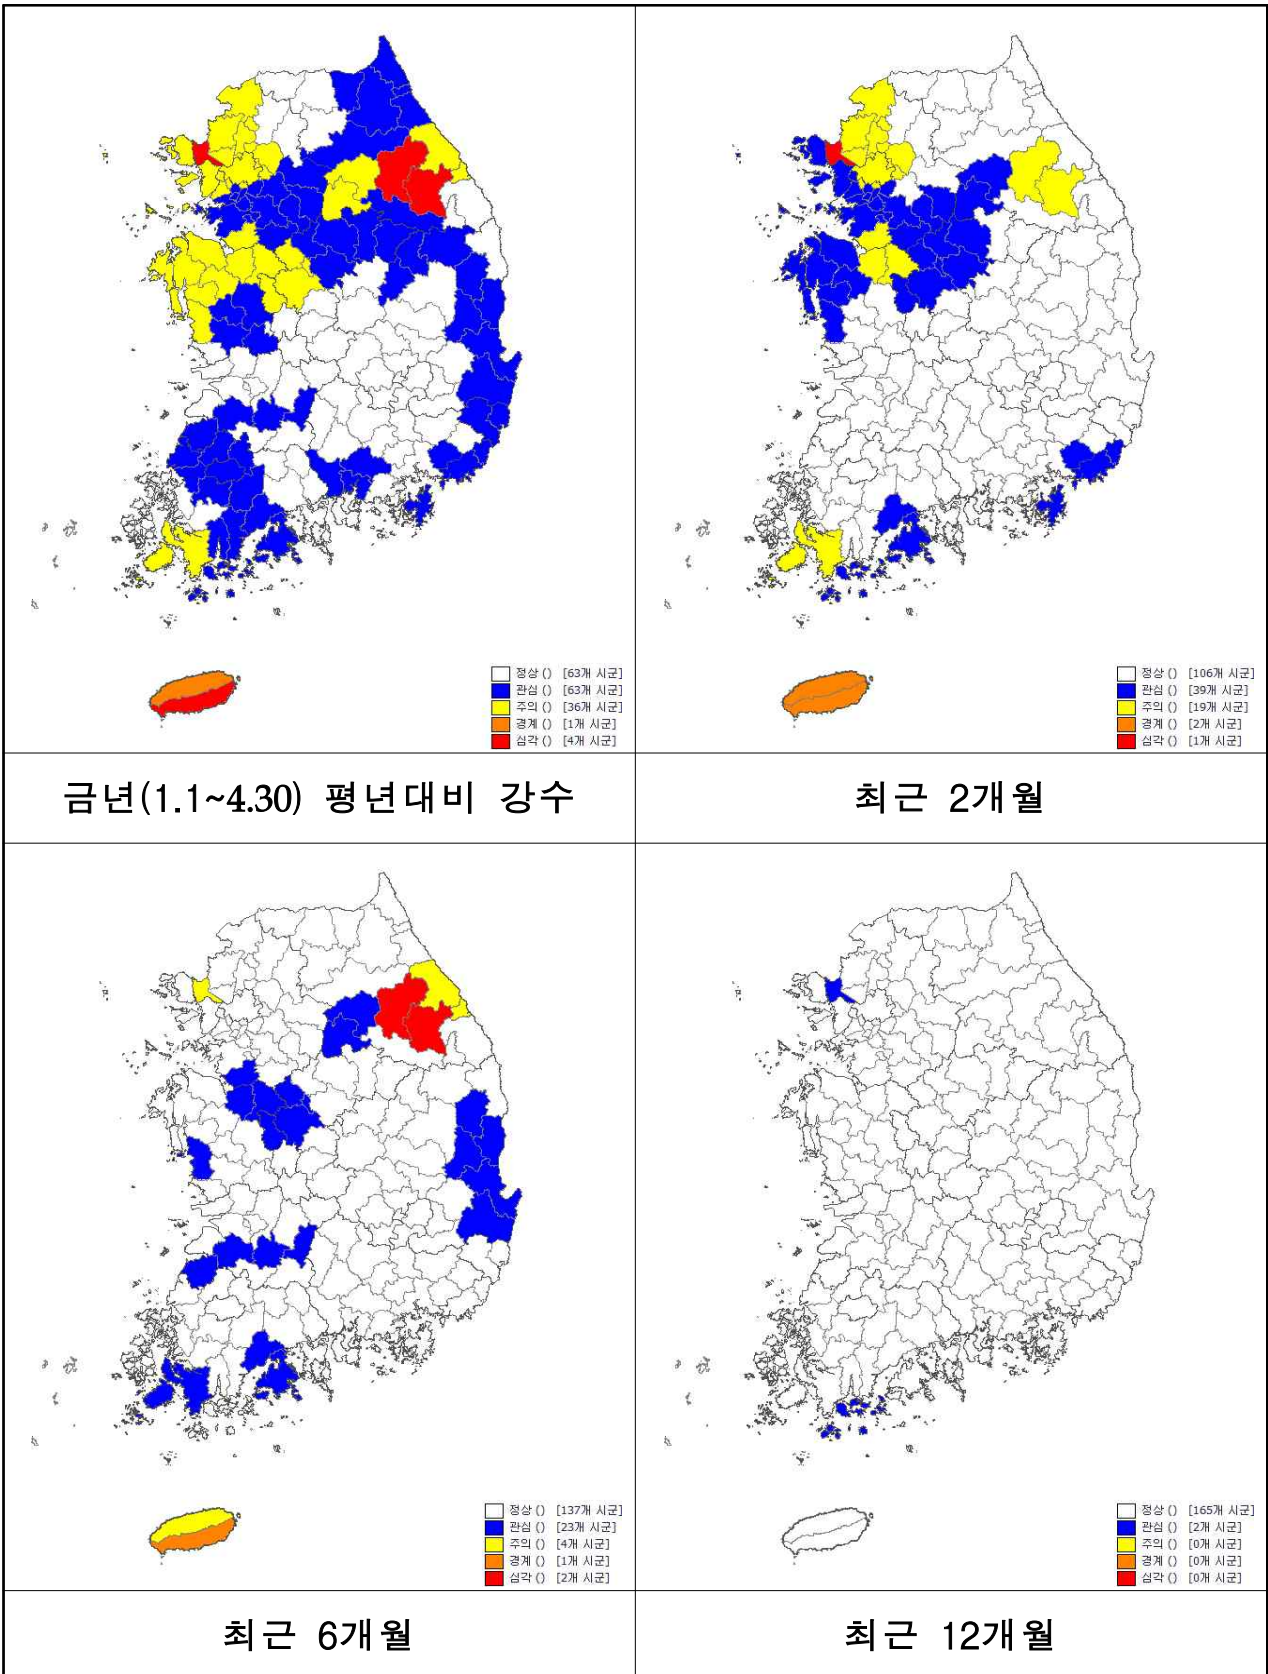 정상 () [63개 시군]
관심 () [63개 시군]
주의 () [36개 시군]
경계 () [1개 시군]
심각 () [4개 시군]
정상 () [106개 시군]
관심 () [39개 시군]
주의 () [19개 시군]
경계 () [2개 시군]
심각 () [1개 시군]
금년(1.1~4.30) 평년대비 강수
최근 2개월
정상 () [137개 시군]
관심 () [23개 시군]
주의 () [4개 시군]
경계 () [1개 시군]
심각 () [2개 시군]
정상 () [165개 시군]
관심 () [2개 시군]
주의 () [0개 시군]
경계 () [0개 시군]
심각 () [0개 시군]
최근 6개월
최근 12개월